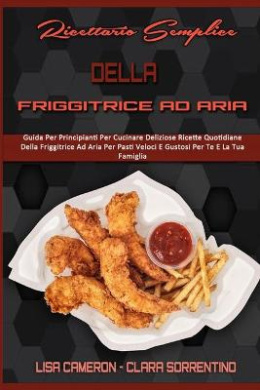 Ricettario Semplice
DELLA
FRIGGITRICE AD ARIA
Guida Per Principianti Per Cucinare Deliziose Ricette Quotidiane
Della Friggitrice Ad Aria Per Pasti Veloci E Gustosi Per Te E La Tua
Famiglia
LISA CAMERON - CLARA SORRENTINO